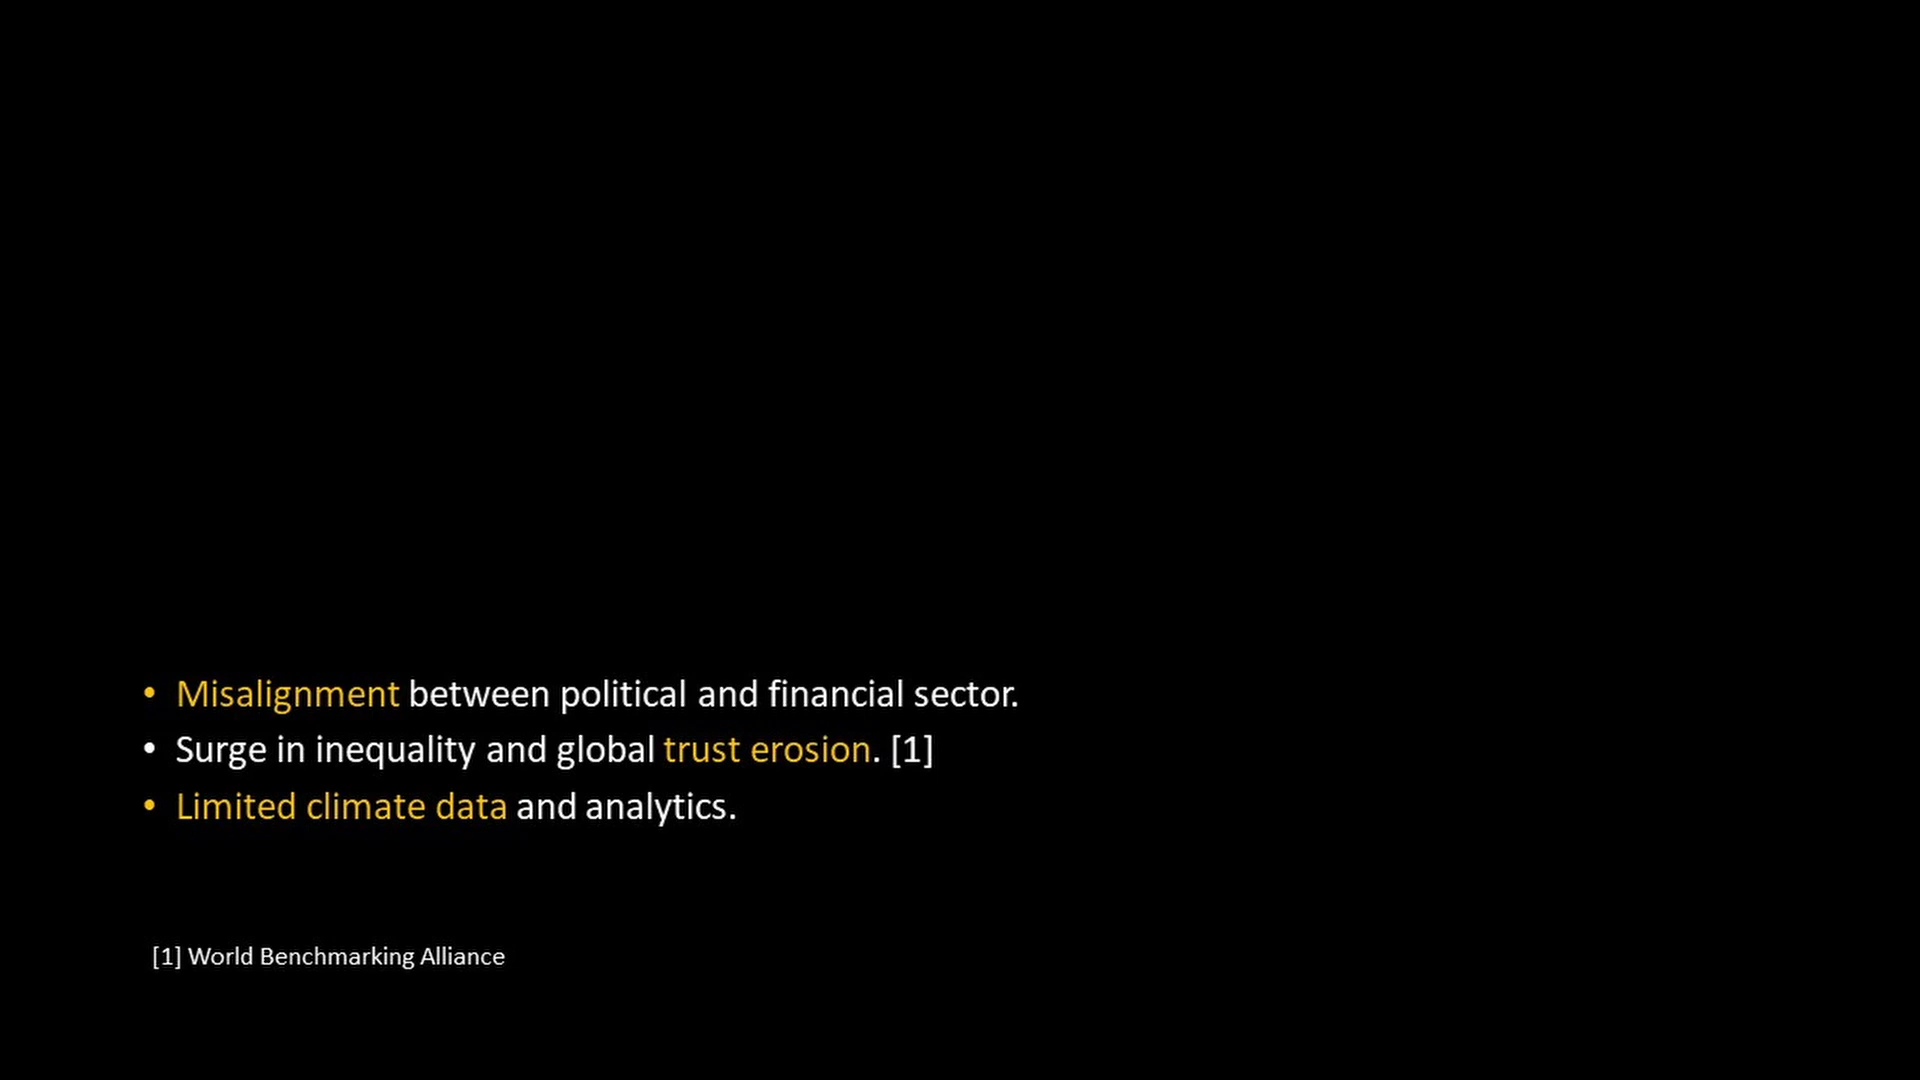 • Misalignment between political and financial sector.
• Surge in inequality and global trust erosion. [1]
• Limited climate data and analytics.
[1] World Benchmarking Alliance